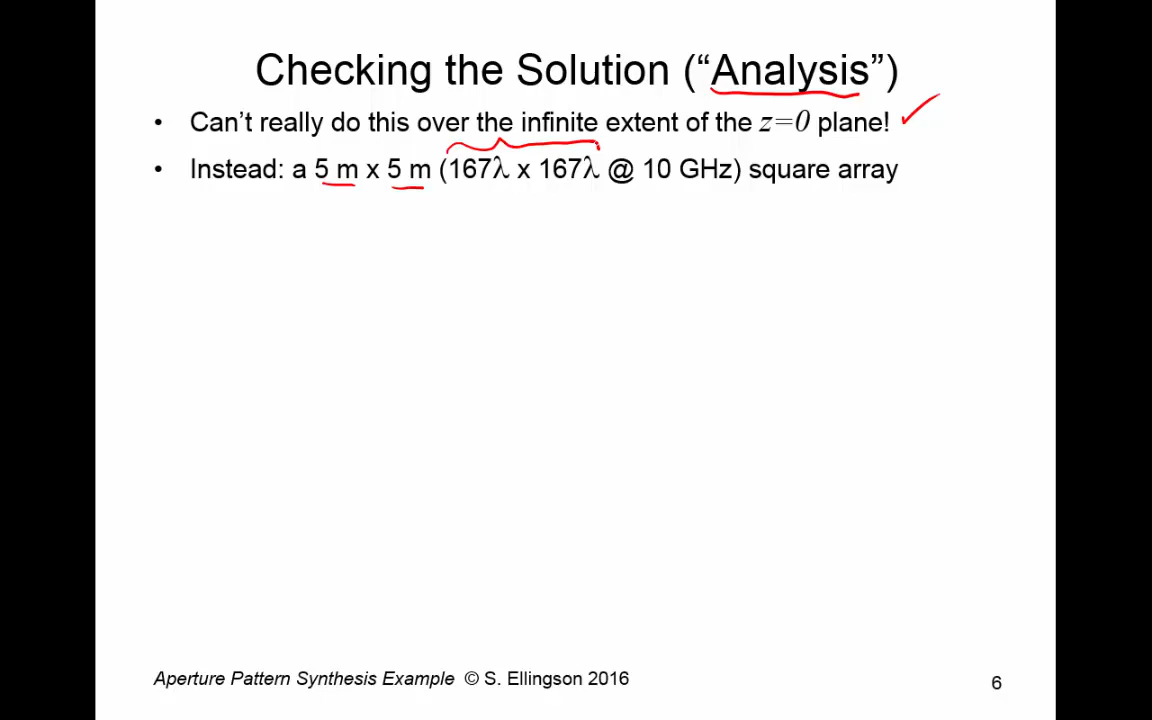 Checking the Solution (“Analysis”)
• Can’t really do this over the infinite extent of the z=0 plane!
• Instead: a 5 m x 5 m (167λ x 167λ @ 10 GHz) square array
Aperture Pattern Synthesis Example © S. Ellingson 2016
6